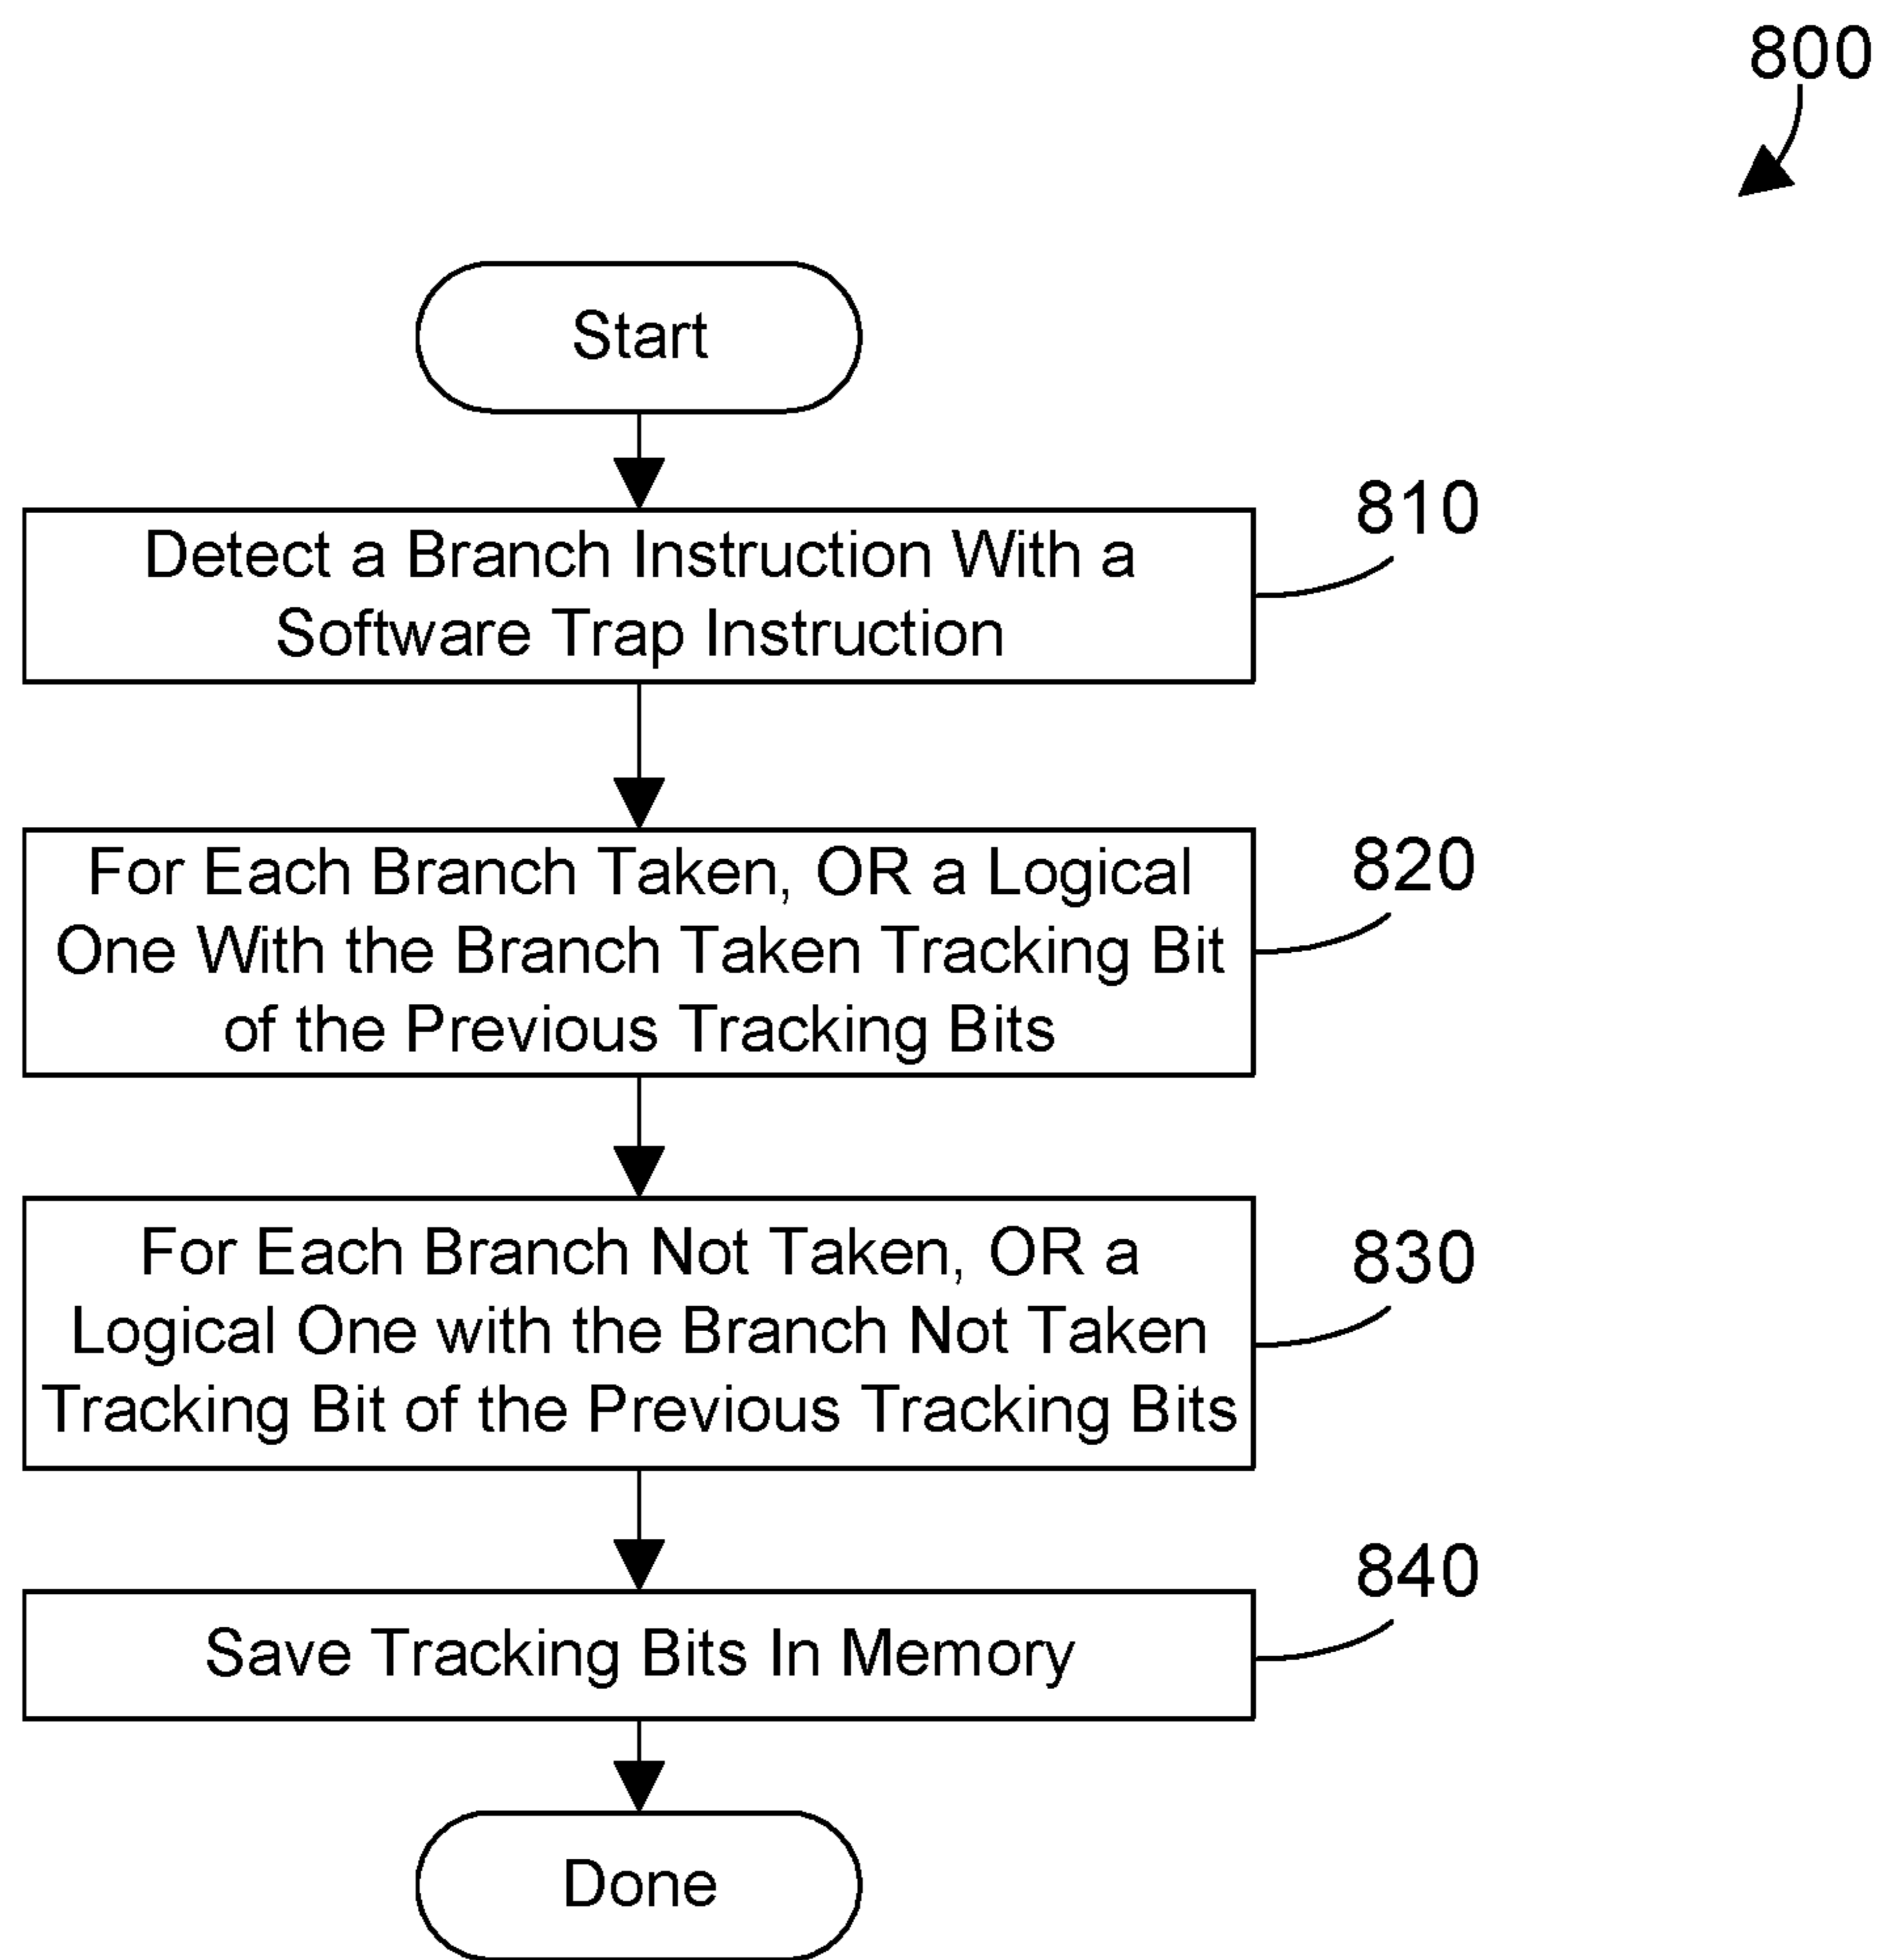 800
Start
Detect a Branch Instruction With a
Software Trap Instruction
810
For Each Branch Taken, OR a Logical
One With the Branch Taken Tracking Bit
of the Previous Tracking Bits
820
For Each Branch Not Taken, OR a
Logical One with the Branch Not Taken
Tracking Bit of the Previous Tracking Bits
830
Save Tracking Bits In Memory
840
Done